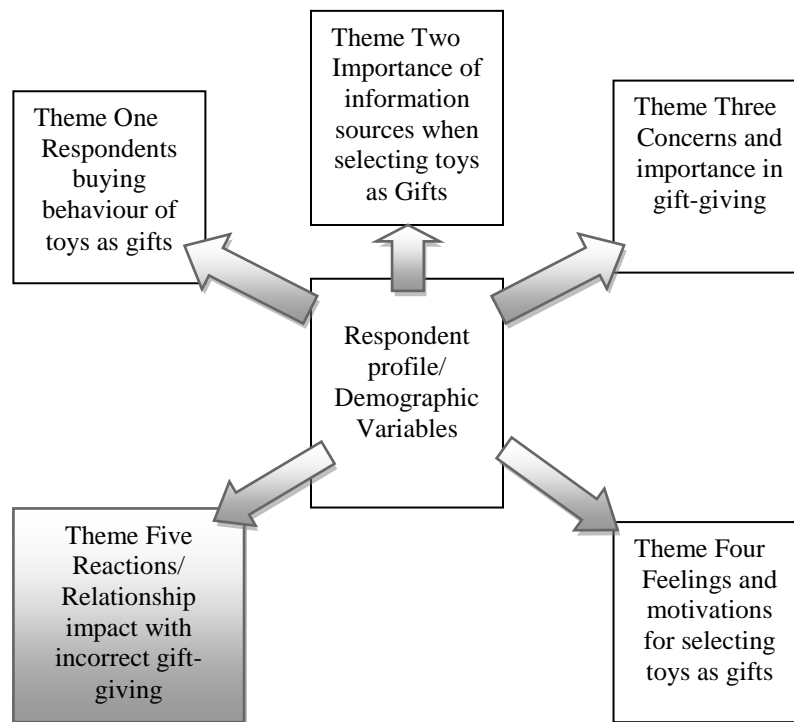 Theme One
Respondents
buying
behaviour of
toys as gifts
Theme Two
Importance of
information
sources when
selecting toys
as Gifts
Theme Three
Concerns and
importance in
gift-giving
Respondent
profile/
Demographic
Variables
Theme Five
Reactions/
Relationship
impact with
incorrect gift-
giving
Theme Four
Feelings and
motivations
for selecting
toys as gifts